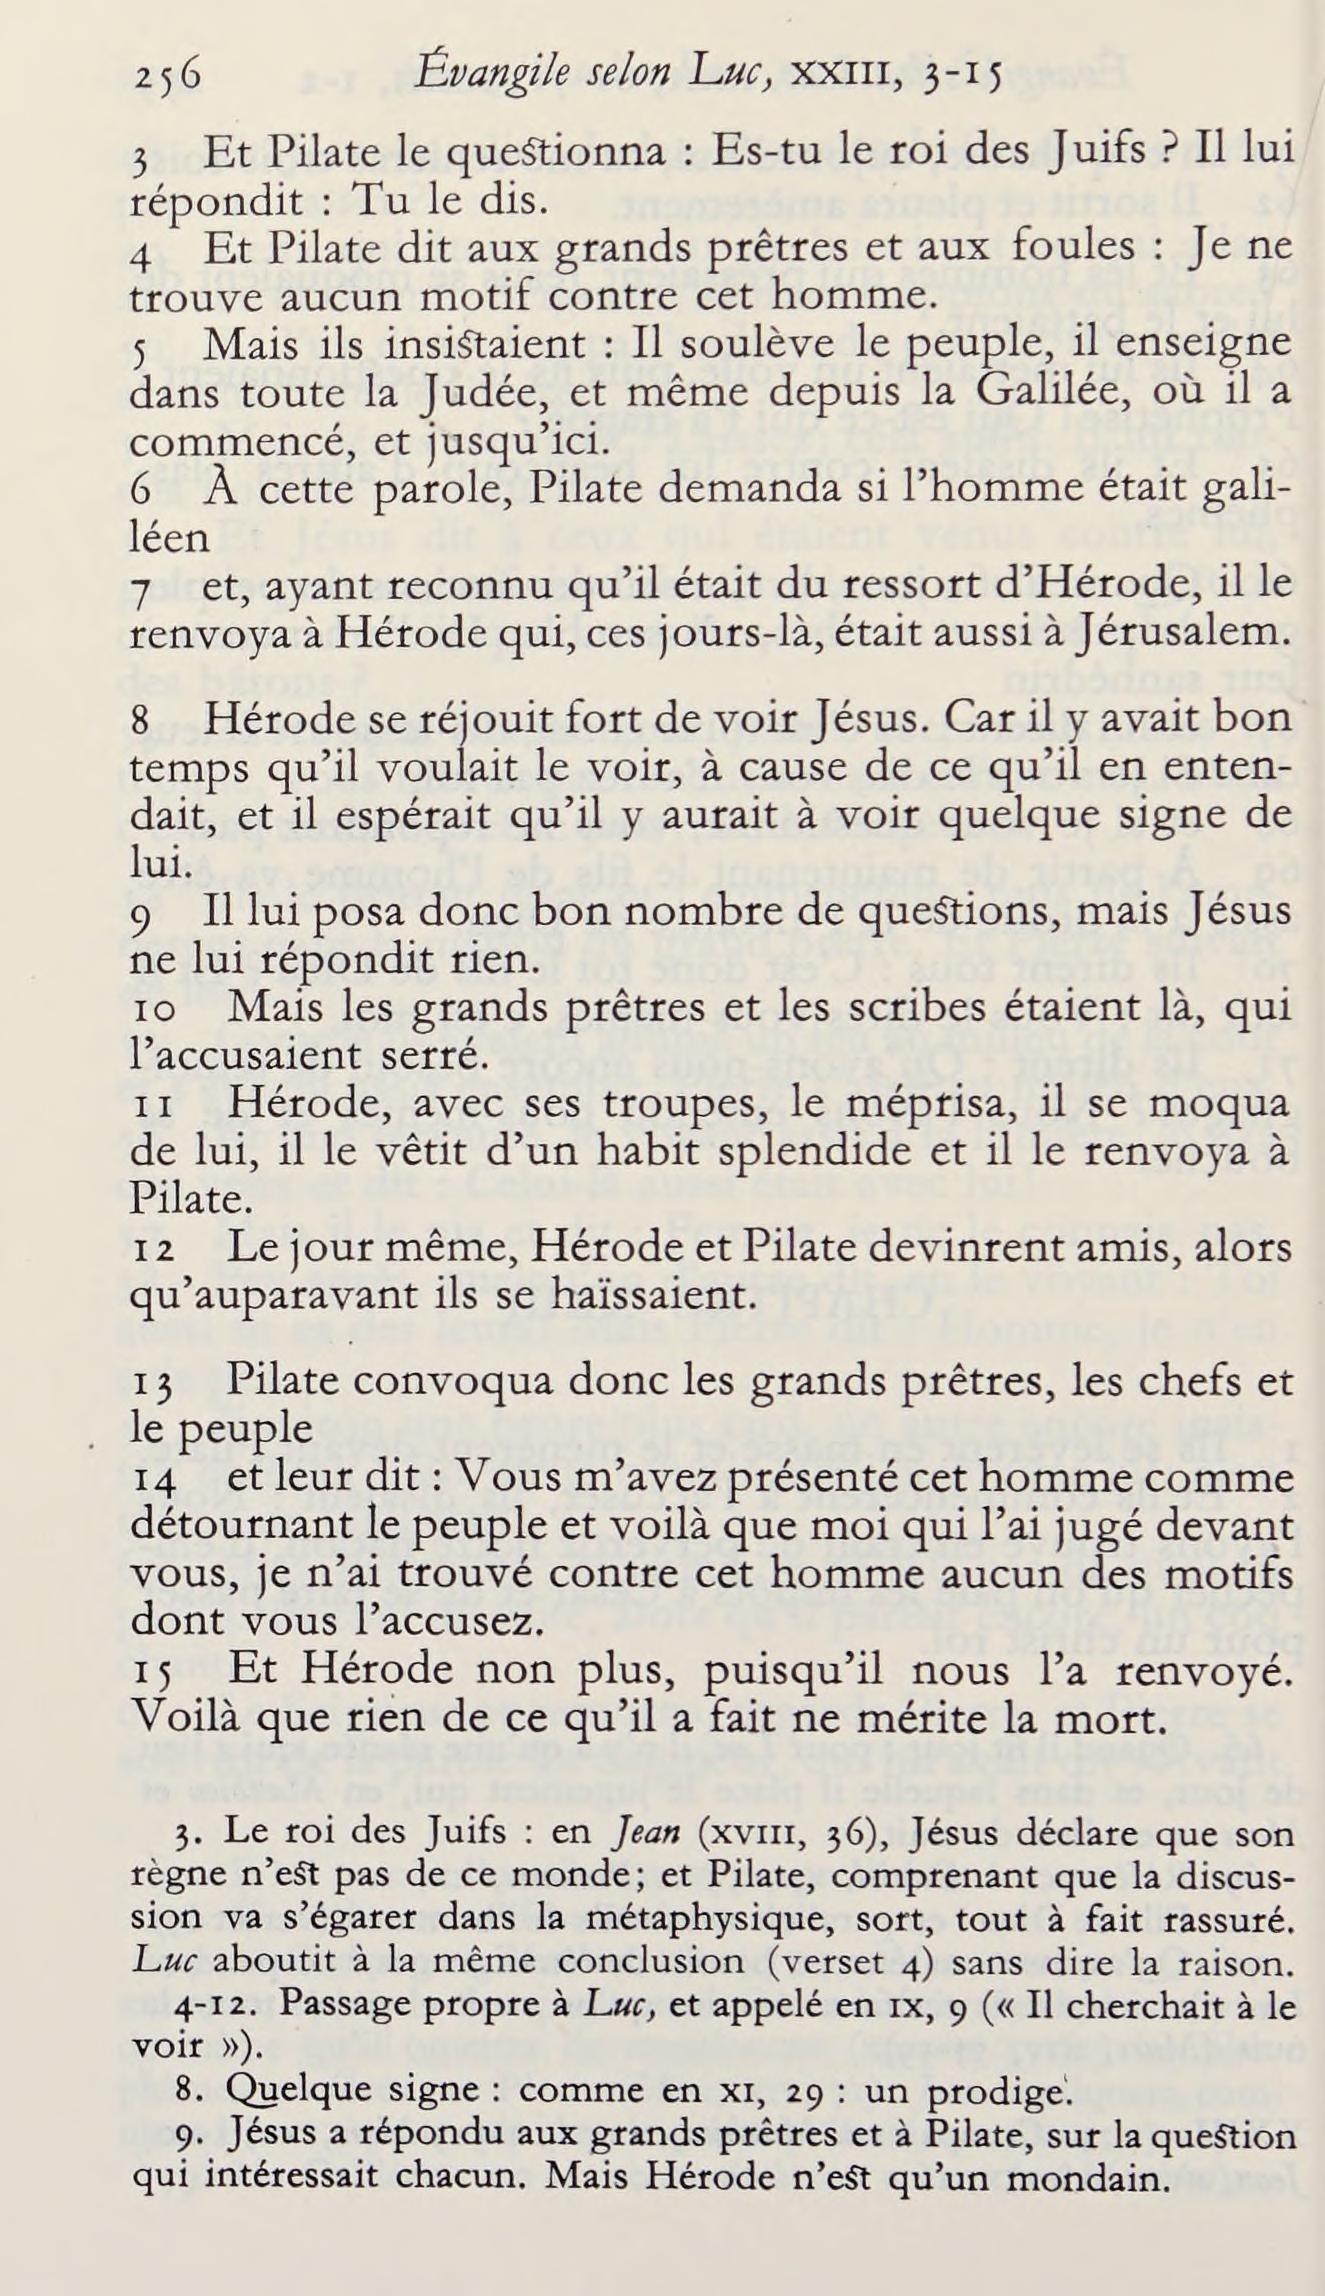 256 Évangile selon Luc, XXIII, 3-15
3 Et Pilate le questionna : Es-tu le roi des Juifs ? Il lui
répondit : Tu le dis.
4 Et Pilate dit aux grands prêtres et aux foules : Je ne
trouve aucun motif contre cet homme.
5 Mais ils insistaient : Il soulève le peuple, il enseigne
dans toute la Judée, et même depuis la Galilée, où il a
commencé, et jusqu’ici.
6 À cette parole, Pilate demanda si l’homme était gali-
léen
7 et, ayant reconnu qu’il était du ressort d’Hérode, il le
renvoya à Hérode qui, ces jours-là, était aussi à Jérusalem.
8 Hérode se réjouit fort de voir Jésus. Car il y avait bon
temps qu’il voulait le voir, à cause de ce qu’il en enten-
dait, et il espérait qu’il y aurait à voir quelque signe de
lui.
9 Il lui posa donc bon nombre de questions, mais Jésus
ne lui répondit rien.
10 Mais les grands prêtres et les scribes étaient là, qui
l’accusaient serré.
11 Hérode, avec ses troupes, le méprisa, il se moqua
de lui, il le vêtit d’un habit splendide et il le renvoya à
Pilate.
12 Le jour même, Hérode et Pilate devinrent amis, alors
qu’auparavant ils se haïssaient.
13 Pilate convoqua donc les grands prêtres, les chefs et
le peuple
14 et leur dit : Vous m’avez présenté cet homme comme
détournant le peuple et voilà que moi qui l’ai jugé devant
vous, je n’ai trouvé contre cet homme aucun des motifs
dont vous l’accusez.
15 Et Hérode non plus, puisqu’il nous l’a renvoyé.
Voilà que rien de ce qu’il a fait ne mérite la mort.
3. Le roi des Juifs : en Jean (XVIII, 36), Jésus déclare que son
règne n’est pas de ce monde; et Pilate, comprenant que la discus-
sion va s’égarer dans la métaphysique, sort, tout à fait rassuré.
Luc aboutit à la même conclusion (verset 4) sans dire la raison.
4-12. Passage propre à Luc, et appelé en IX, 9 (« Il cherchait à le
voir »).
8. Quelque signe : comme en XI, 29 : un prodige.
9. Jésus a répondu aux grands prêtres et à Pilate, sur la question
qui intéressait chacun. Mais Hérode n’est qu’un mondain.